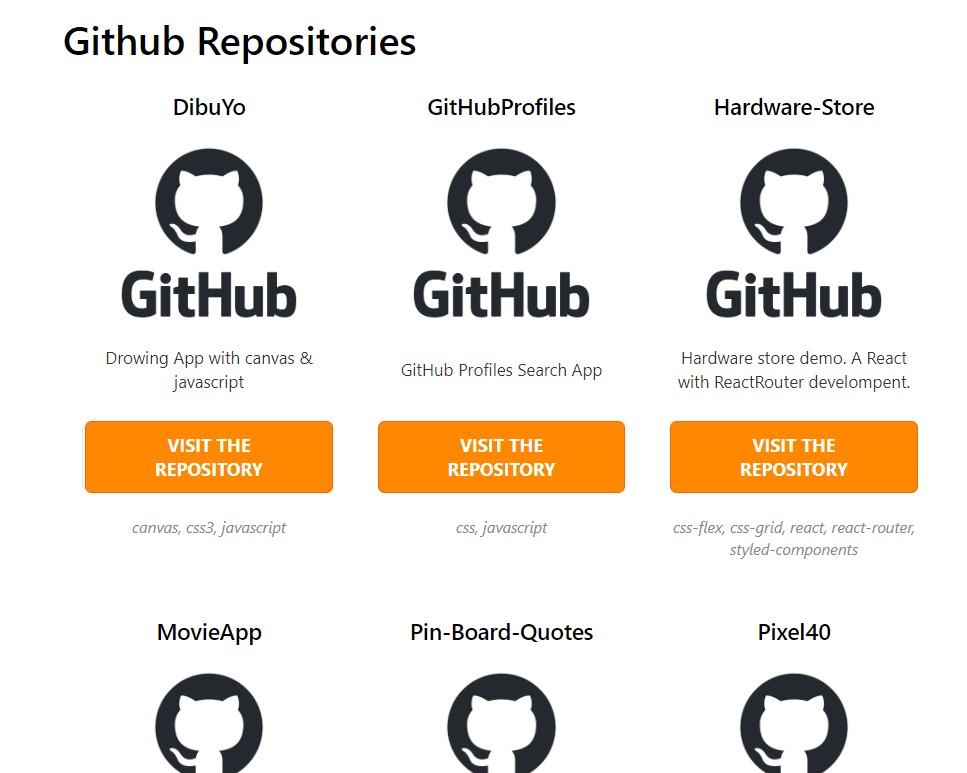 Github Repositories
DibuYo
GitHubProfiles
Hardware-Store
GitHub
GitHub
GitHub
Drowing App with canvas &
javascript
GitHub Profiles Search App
Hardware store demo. A React
with ReactRouter develompent.
VISIT THE
REPOSITORY
VISIT THE
REPOSITORY
VISIT THE
REPOSITORY
canvas, css3, javascript
css, javascript
css-flex, css-grid, react, react-router,
styled-components
MovieApp
Pin-Board-Quotes
Pixel40